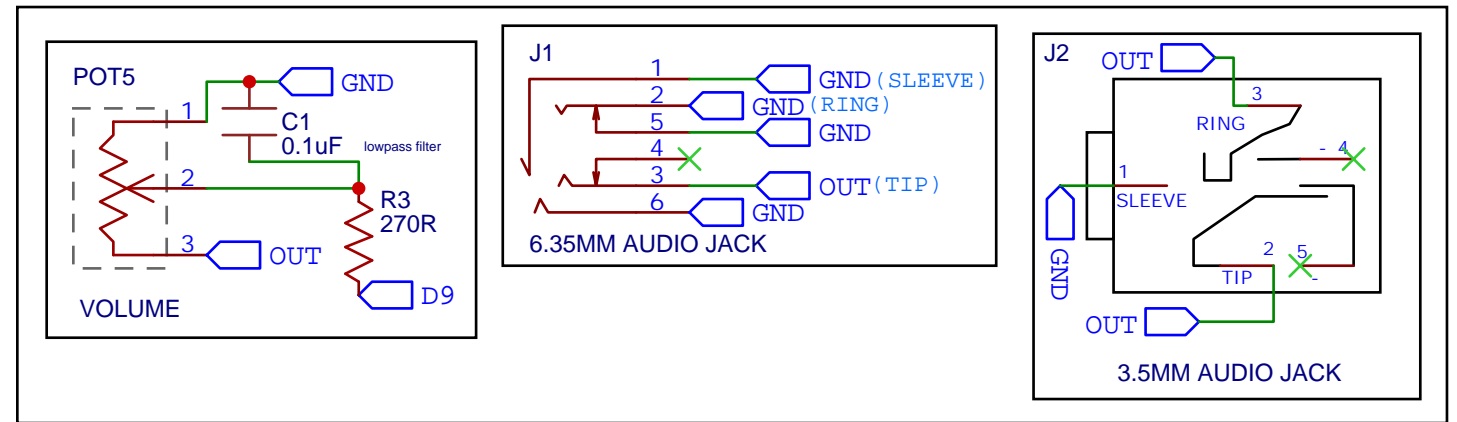 POT5
GND
1
C1
0.1uF
lowpass filter
2
R3
270R
3
OUT
D9
VOLUME
J1
1
GND(SLEEVE)
2
GND(RING)
5
GND
4
3
OUT(TIP)
6
GND
6.35MM AUDIO JACK
J2
OUT
3
RING
- 4
1
SLEEVE
GND
2
5
TIP
-
OUT
3.5MM AUDIO JACK